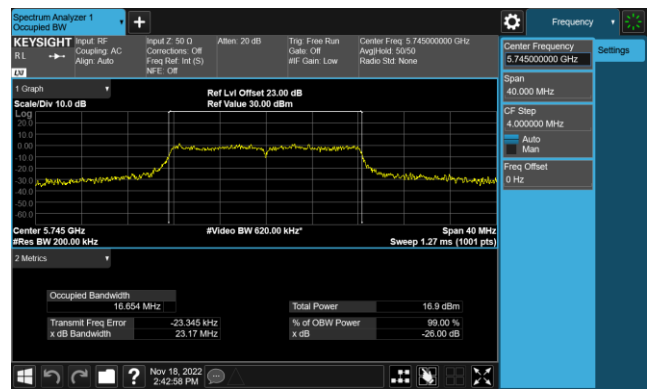 Spectrum Analyzer 1
Occupied BW
Frequency
KEYSIGHT
Input: RF
Input Z: 50 Ω
Atten: 20 dB
Trig: Free Run
Center Freq: 5.745000000 GHz
R L
Coupling: AC
Corrections: Off
Gate: Off
Avg|Hold: 50/50
Align: Auto
Freq Ref: Int (S)
#IF Gain: Low
Radio Std: None
NFE: Off
Center Frequency
5.745000000 GHz
Settings
Span
40.000 MHz
CF Step
4.000000 MHz
Auto
Man
Freq Offset
0 Hz
1 Graph
Ref Lvl Offset 23.00 dB
Scale/Div 10.0 dB
Ref Value 30.00 dBm
Log
20.0
10.0
0.00
-10.0
-20.0
-30.0
-40.0
-50.0
-60.0
Center 5.745 GHz
#Video BW 620.00 kHz*
Span 40 MHz
#Res BW 200.00 kHz
Sweep 1.27 ms (1001 pts)
2 Metrics
Occupied Bandwidth
16.654 MHz
Total Power
16.9 dBm
Transmit Freq Error
-23.345 kHz
% of OBW Power
99.00 %
x dB Bandwidth
23.17 MHz
x dB
-26.00 dB
?
Nov 18, 2022
2:42:58 PM